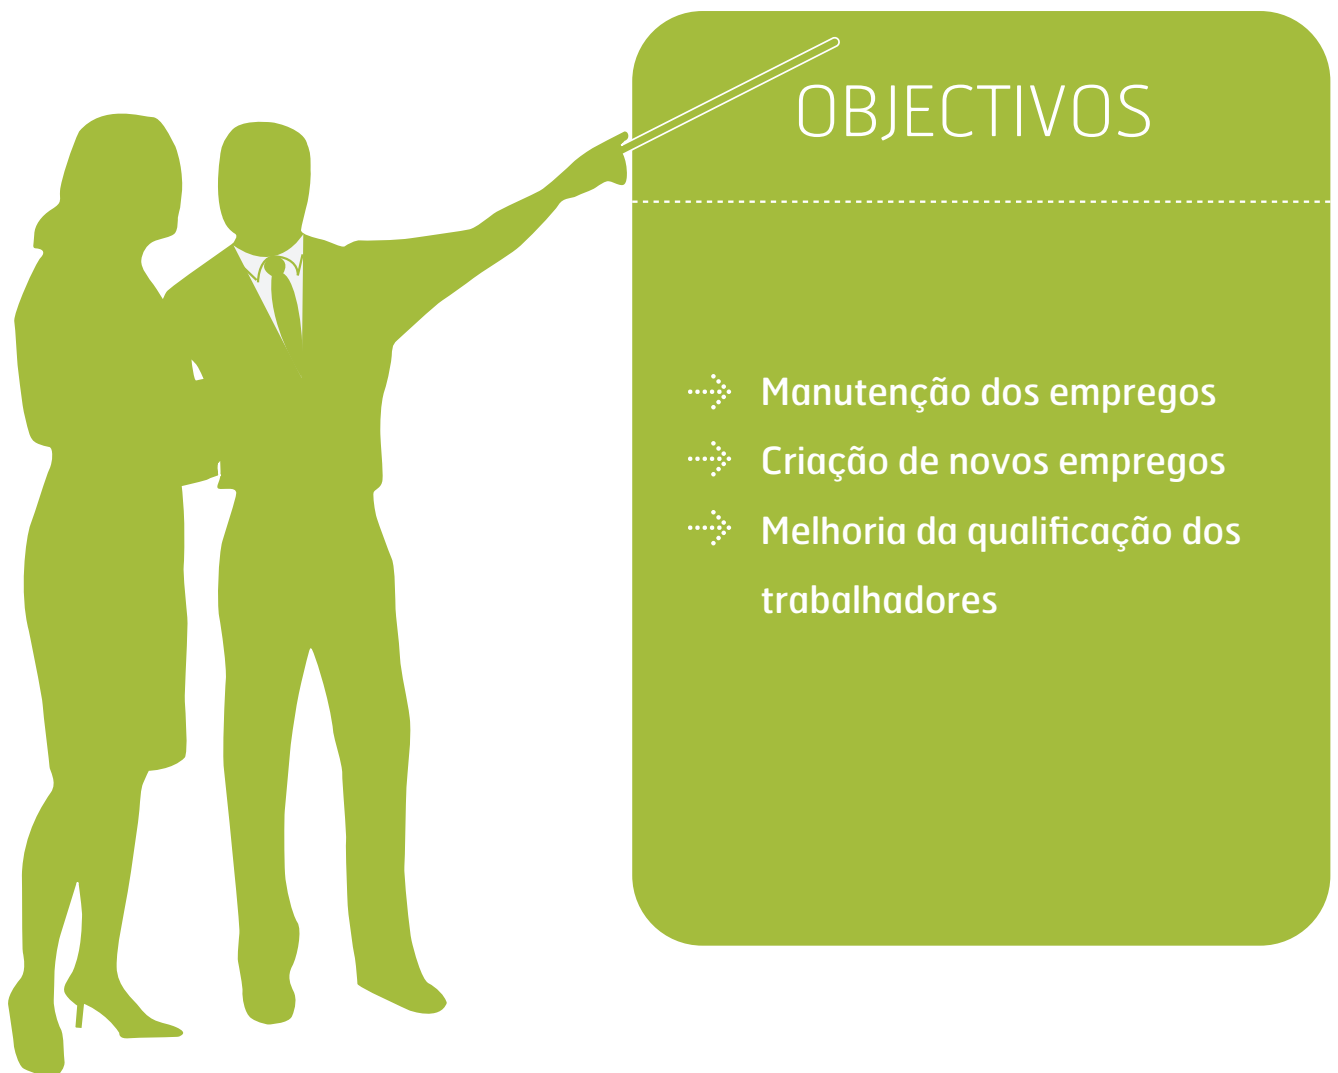 OBJECTIVOS
Manutenção dos empregos
Criação de novos empregos
Melhoria da qualificação dos
trabalhadores